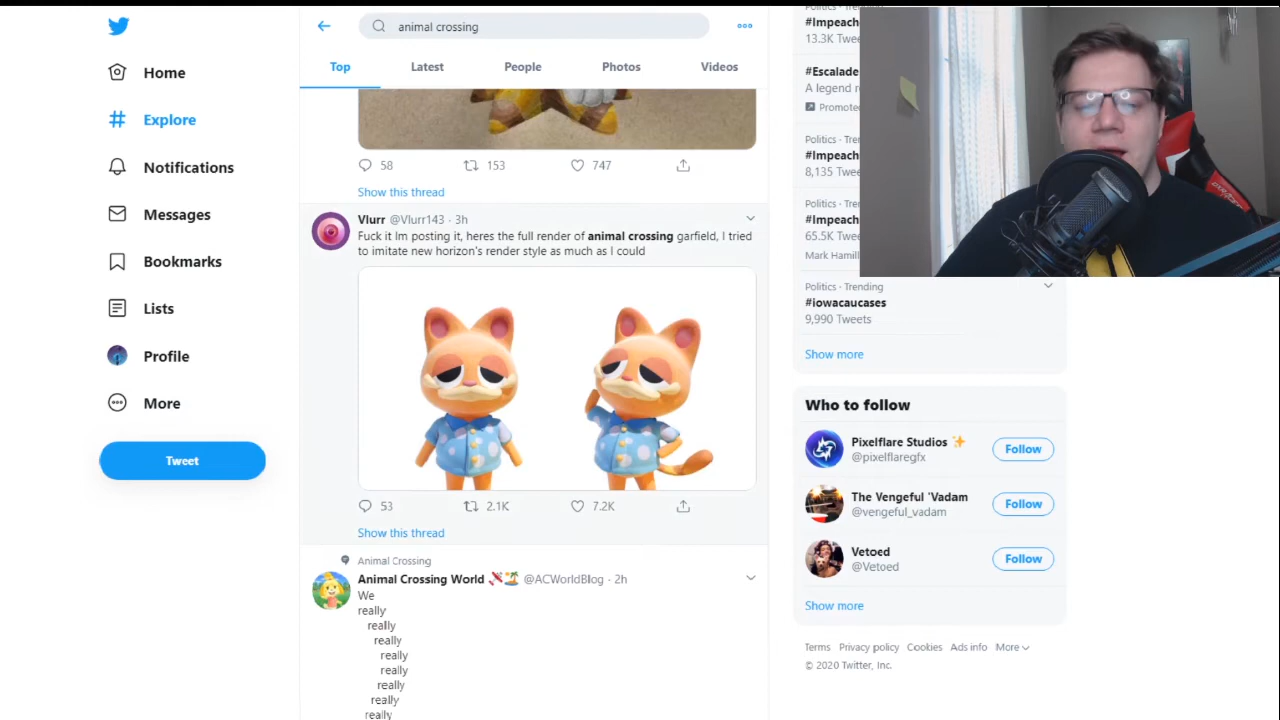 Home
Explore
Notifications
Messages
Bookmarks
Lists
Profile
More
Tweet
animal crossing
Top
Latest
People
Photos
Videos
58
153
747
Show this thread
Vlurr @Vlurr143 · 3h
Fuck it Im posting it, heres the full render of animal crossing garfield, I tried
to imitate new horizon's render style as much as I could
53
2.1K
7.2K
Show this thread
Animal Crossing
Animal Crossing World @ACWorldBlog · 2h
We
really
really
really
really
really
really
really
really
Politics · Trending
#Impeach
13.3K Twee
#Escalade
A legend r
Promote
Politics · Tren
#Impeach
8,135 Twee
Politics · Tren
#Impeach
65.5K Twee
Mark Hamill
Politics · Trending
#iowacaucases
9,990 Tweets
Show more
Who to follow
Pixelflare Studios
@pixelflaregfx
Follow
The Vengeful 'Vadam
@vengeful_vadam
Follow
Vetoed
@Vetoed
Follow
Show more
Terms Privacy policy Cookies Ads info More
© 2020 Twitter, Inc.